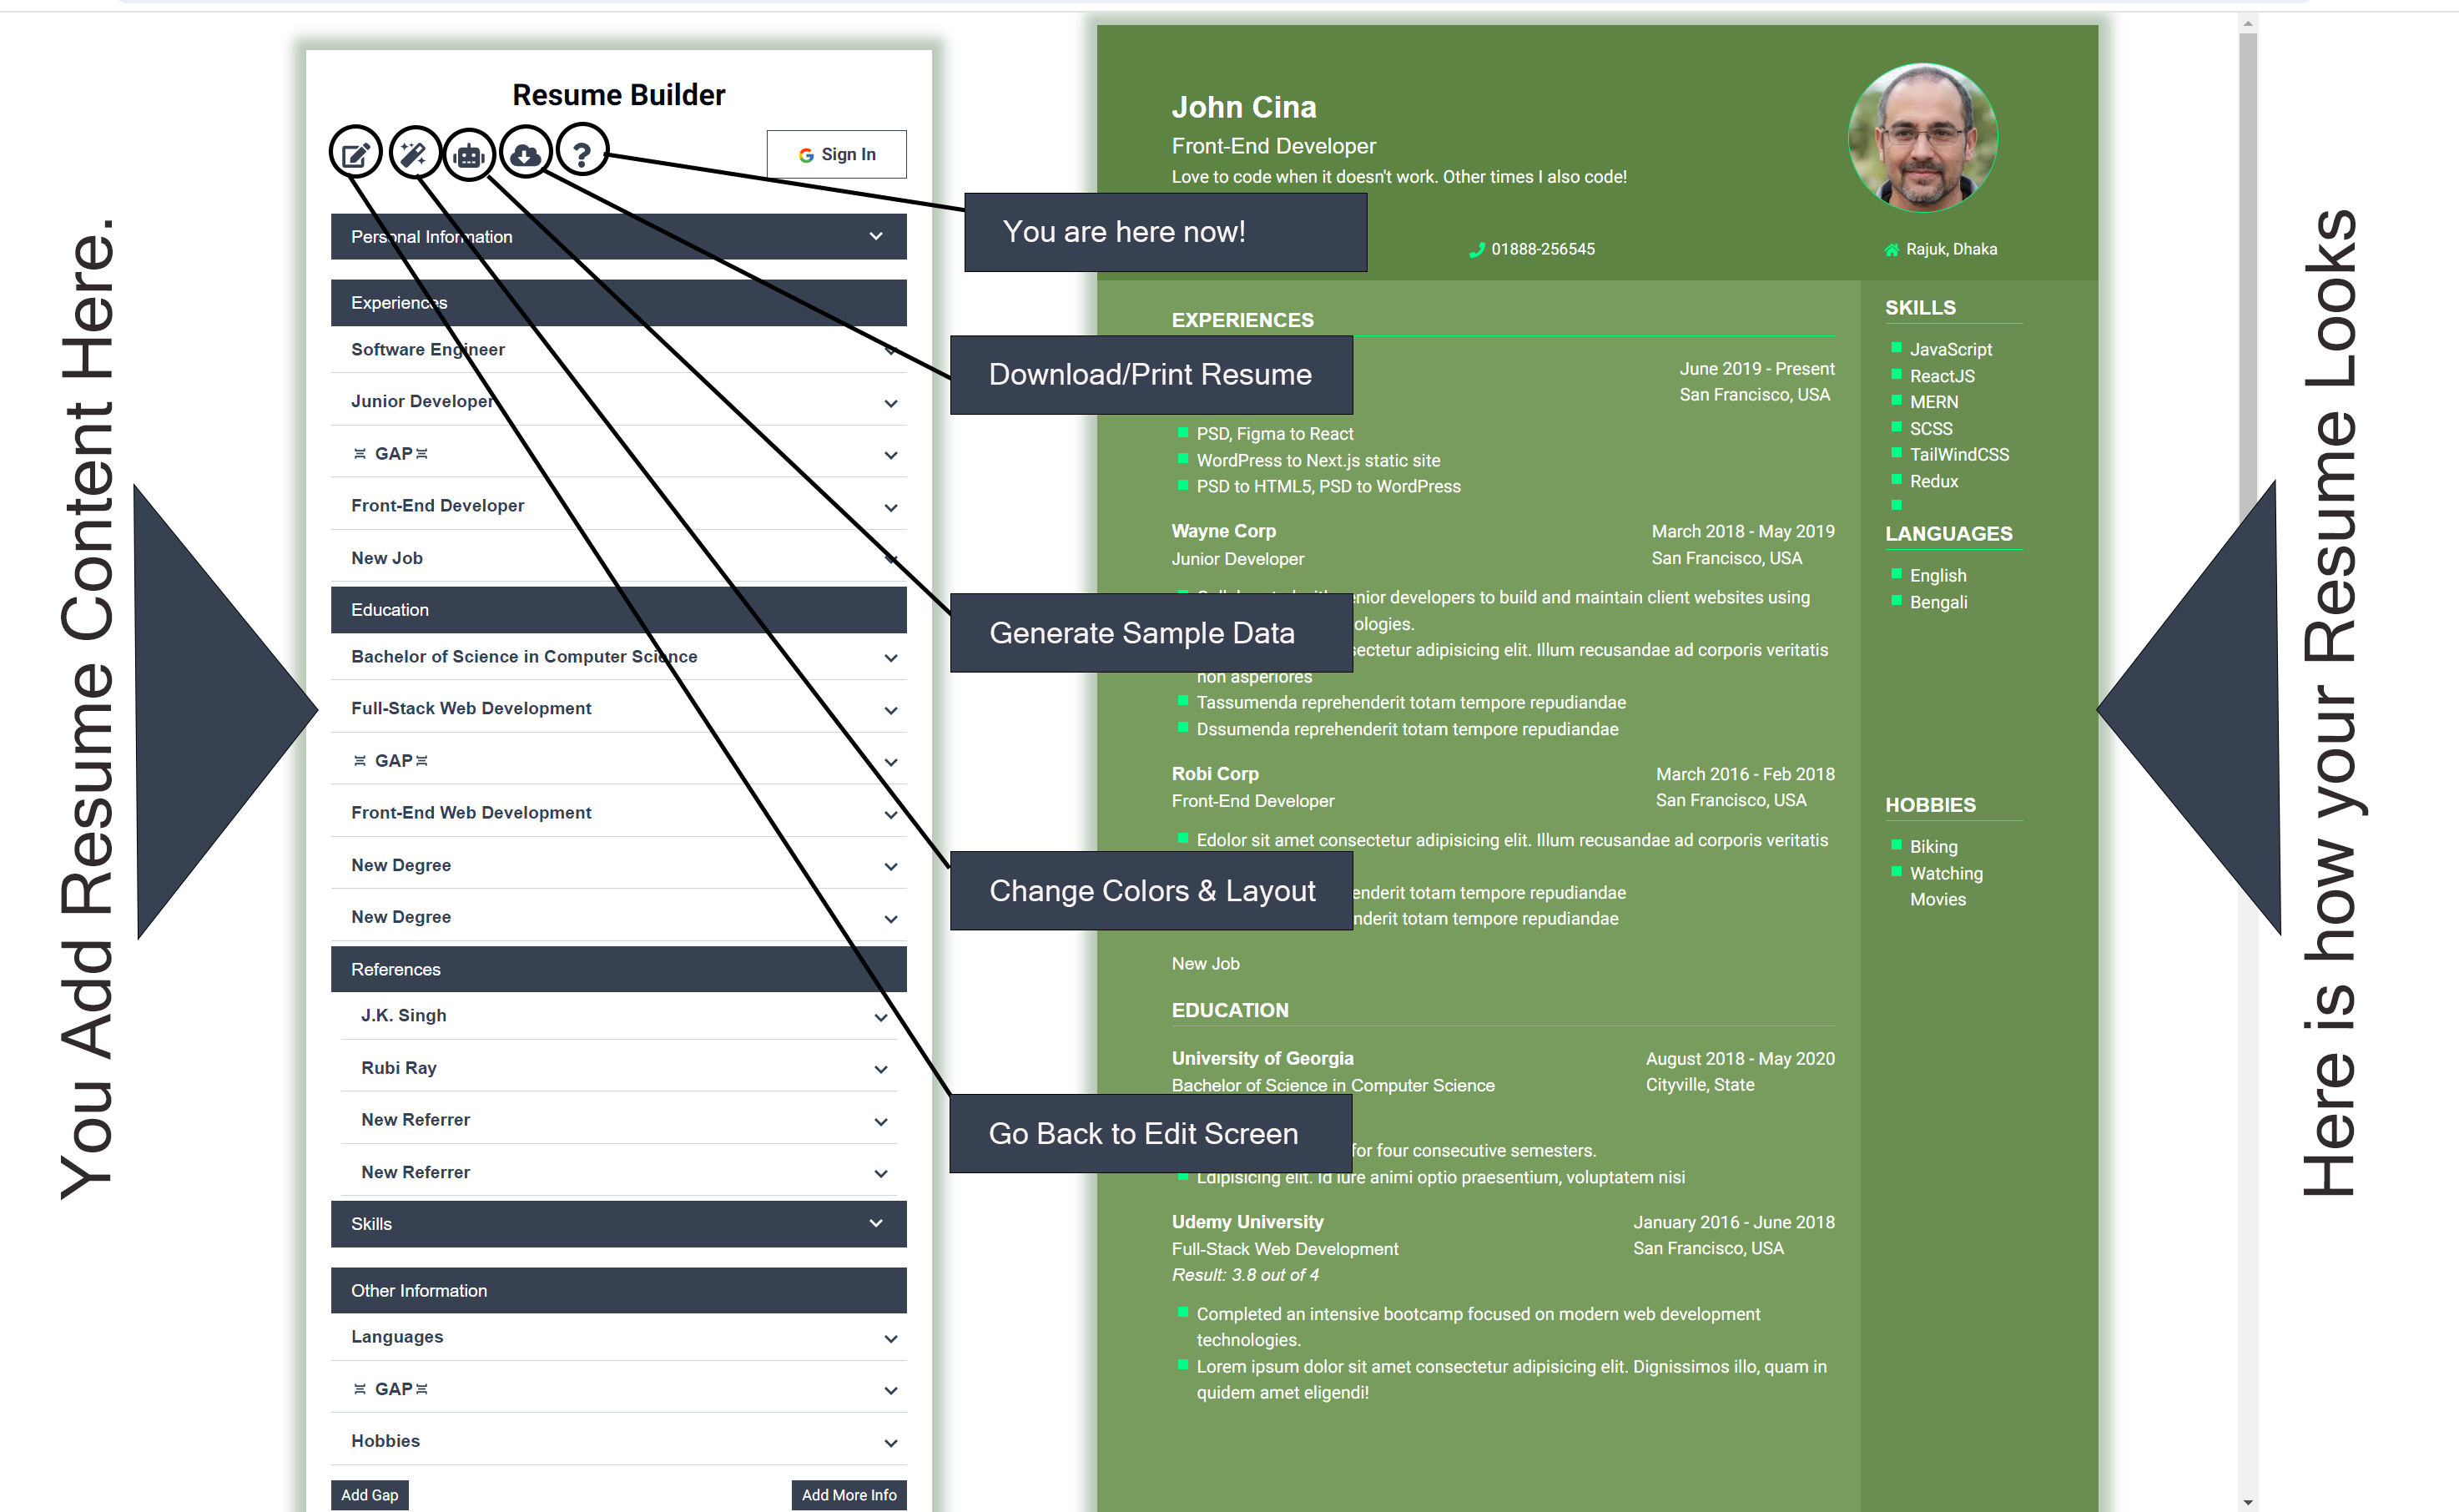 You Add Resume Content Here.
Resume Builder
Sign In
Personal Information
Experiences
Software Engineer
Junior Developer
GAP
Front-End Developer
New Job
Education
Bachelor of Science in Computer Science
Full-Stack Web Development
GAP
Front-End Web Development
New Degree
New Degree
References
J.K. Singh
Rubi Ray
New Referrer
New Referrer
Skills
Other Information
Languages
GAP
Hobbies
Add Gap
Add More Info
You are here now!
Download/Print Resume
Generate Sample Data
Change Colors & Layout
Go Back to Edit Screen
John Cina
Front-End Developer
Love to code when it doesn't work. Other times I also code!
01888-256545
Rajuk, Dhaka
EXPERIENCES
June 2019 - Present
San Francisco, USA
PSD, Figma to React
WordPress to Next.js static site
PSD to HTML5, PSD to WordPress
Wayne Corp
March 2018 - May 2019
Junior Developer
San Francisco, USA
developers to build and maintain client websites using
adipisicing elit. Illum recusandae ad corporis veritatis
non asperiores
Tassumenda reprehenderit totam tempore repudiandae
Dssumenda reprehenderit totam tempore repudiandae
Robi Corp
March 2016 - Feb 2018
Front-End Developer
San Francisco, USA
Edolor sit amet consectetur adipisicing elit. Illum recusandae ad corporis veritatis
totam tempore repudiandae
totam tempore repudiandae
New Job
EDUCATION
University of Georgia
August 2018 - May 2020
Bachelor of Science in Computer Science
Cityville, State
for four consecutive semesters.
Ldipisicing elit. Id iure animi optio praesentium, voluptatem nisi
Udemy University
January 2016 - June 2018
Full-Stack Web Development
San Francisco, USA
Result: 3.8 out of 4
Completed an intensive bootcamp focused on modern web development
technologies.
Lorem ipsum dolor sit amet consectetur adipisicing elit. Dignissimos illo, quam in
quidem amet eligendi!
SKILLS
JavaScript
ReactJS
MERN
SCSS
TailWindCSS
Redux
LANGUAGES
English
Bengali
HOBBIES
Biking
Watching
Movies
Here is how your Resume Looks